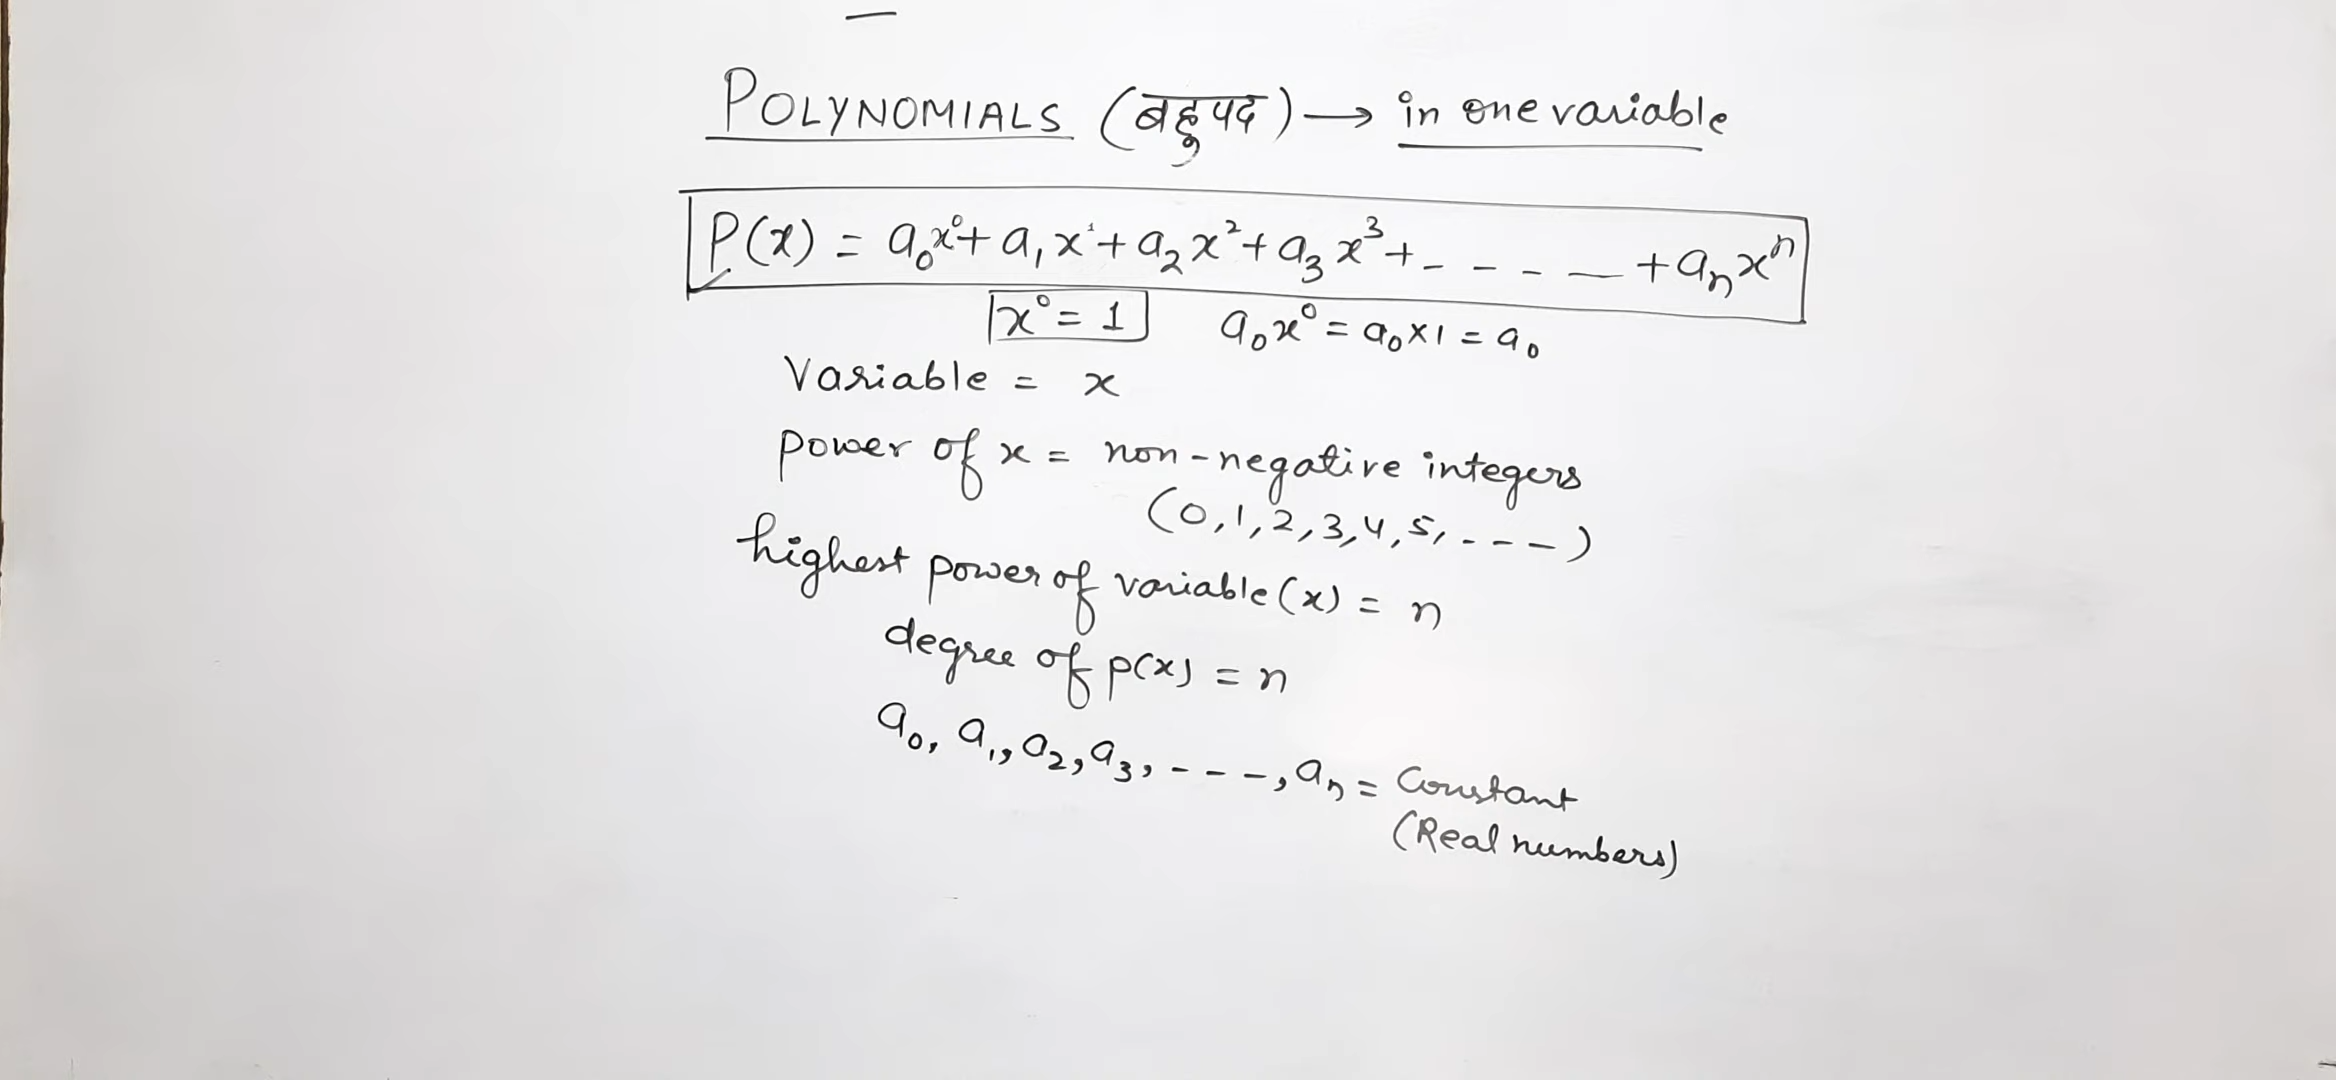 POLYNOMIALS (बहुपद) → in one variable
P(x) = a₀x⁰ + a₁x¹ + a₂x² + a₃x³ + - - - - — + aₙxⁿ
x⁰ = 1    a₀x⁰ = a₀ × 1 = a₀
Variable = x
power of x = non-negative integers
(0, 1, 2, 3, 4, 5, - - - )
highest power of variable (x) = n
degree of p(x) = n
a₀, a₁, a₂, a₃, - - - , aₙ = Constant
(Real numbers)